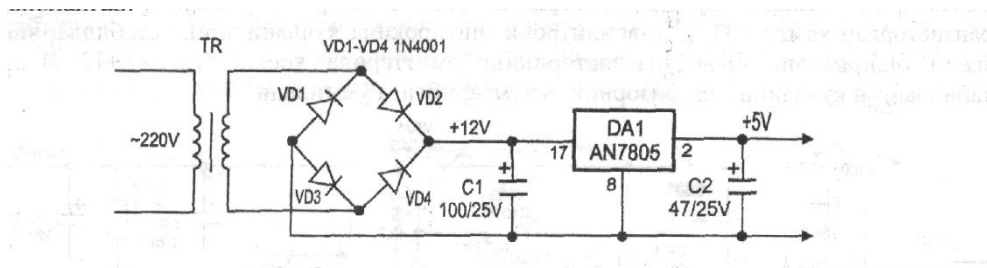 TR
VD1-VD4 1N4001
VD1
VD2
~220V
+12V
DA1
AN7805
+5V
17
2
8
+
C1
100/25V
+
C2
47/25V
VD3
VD4